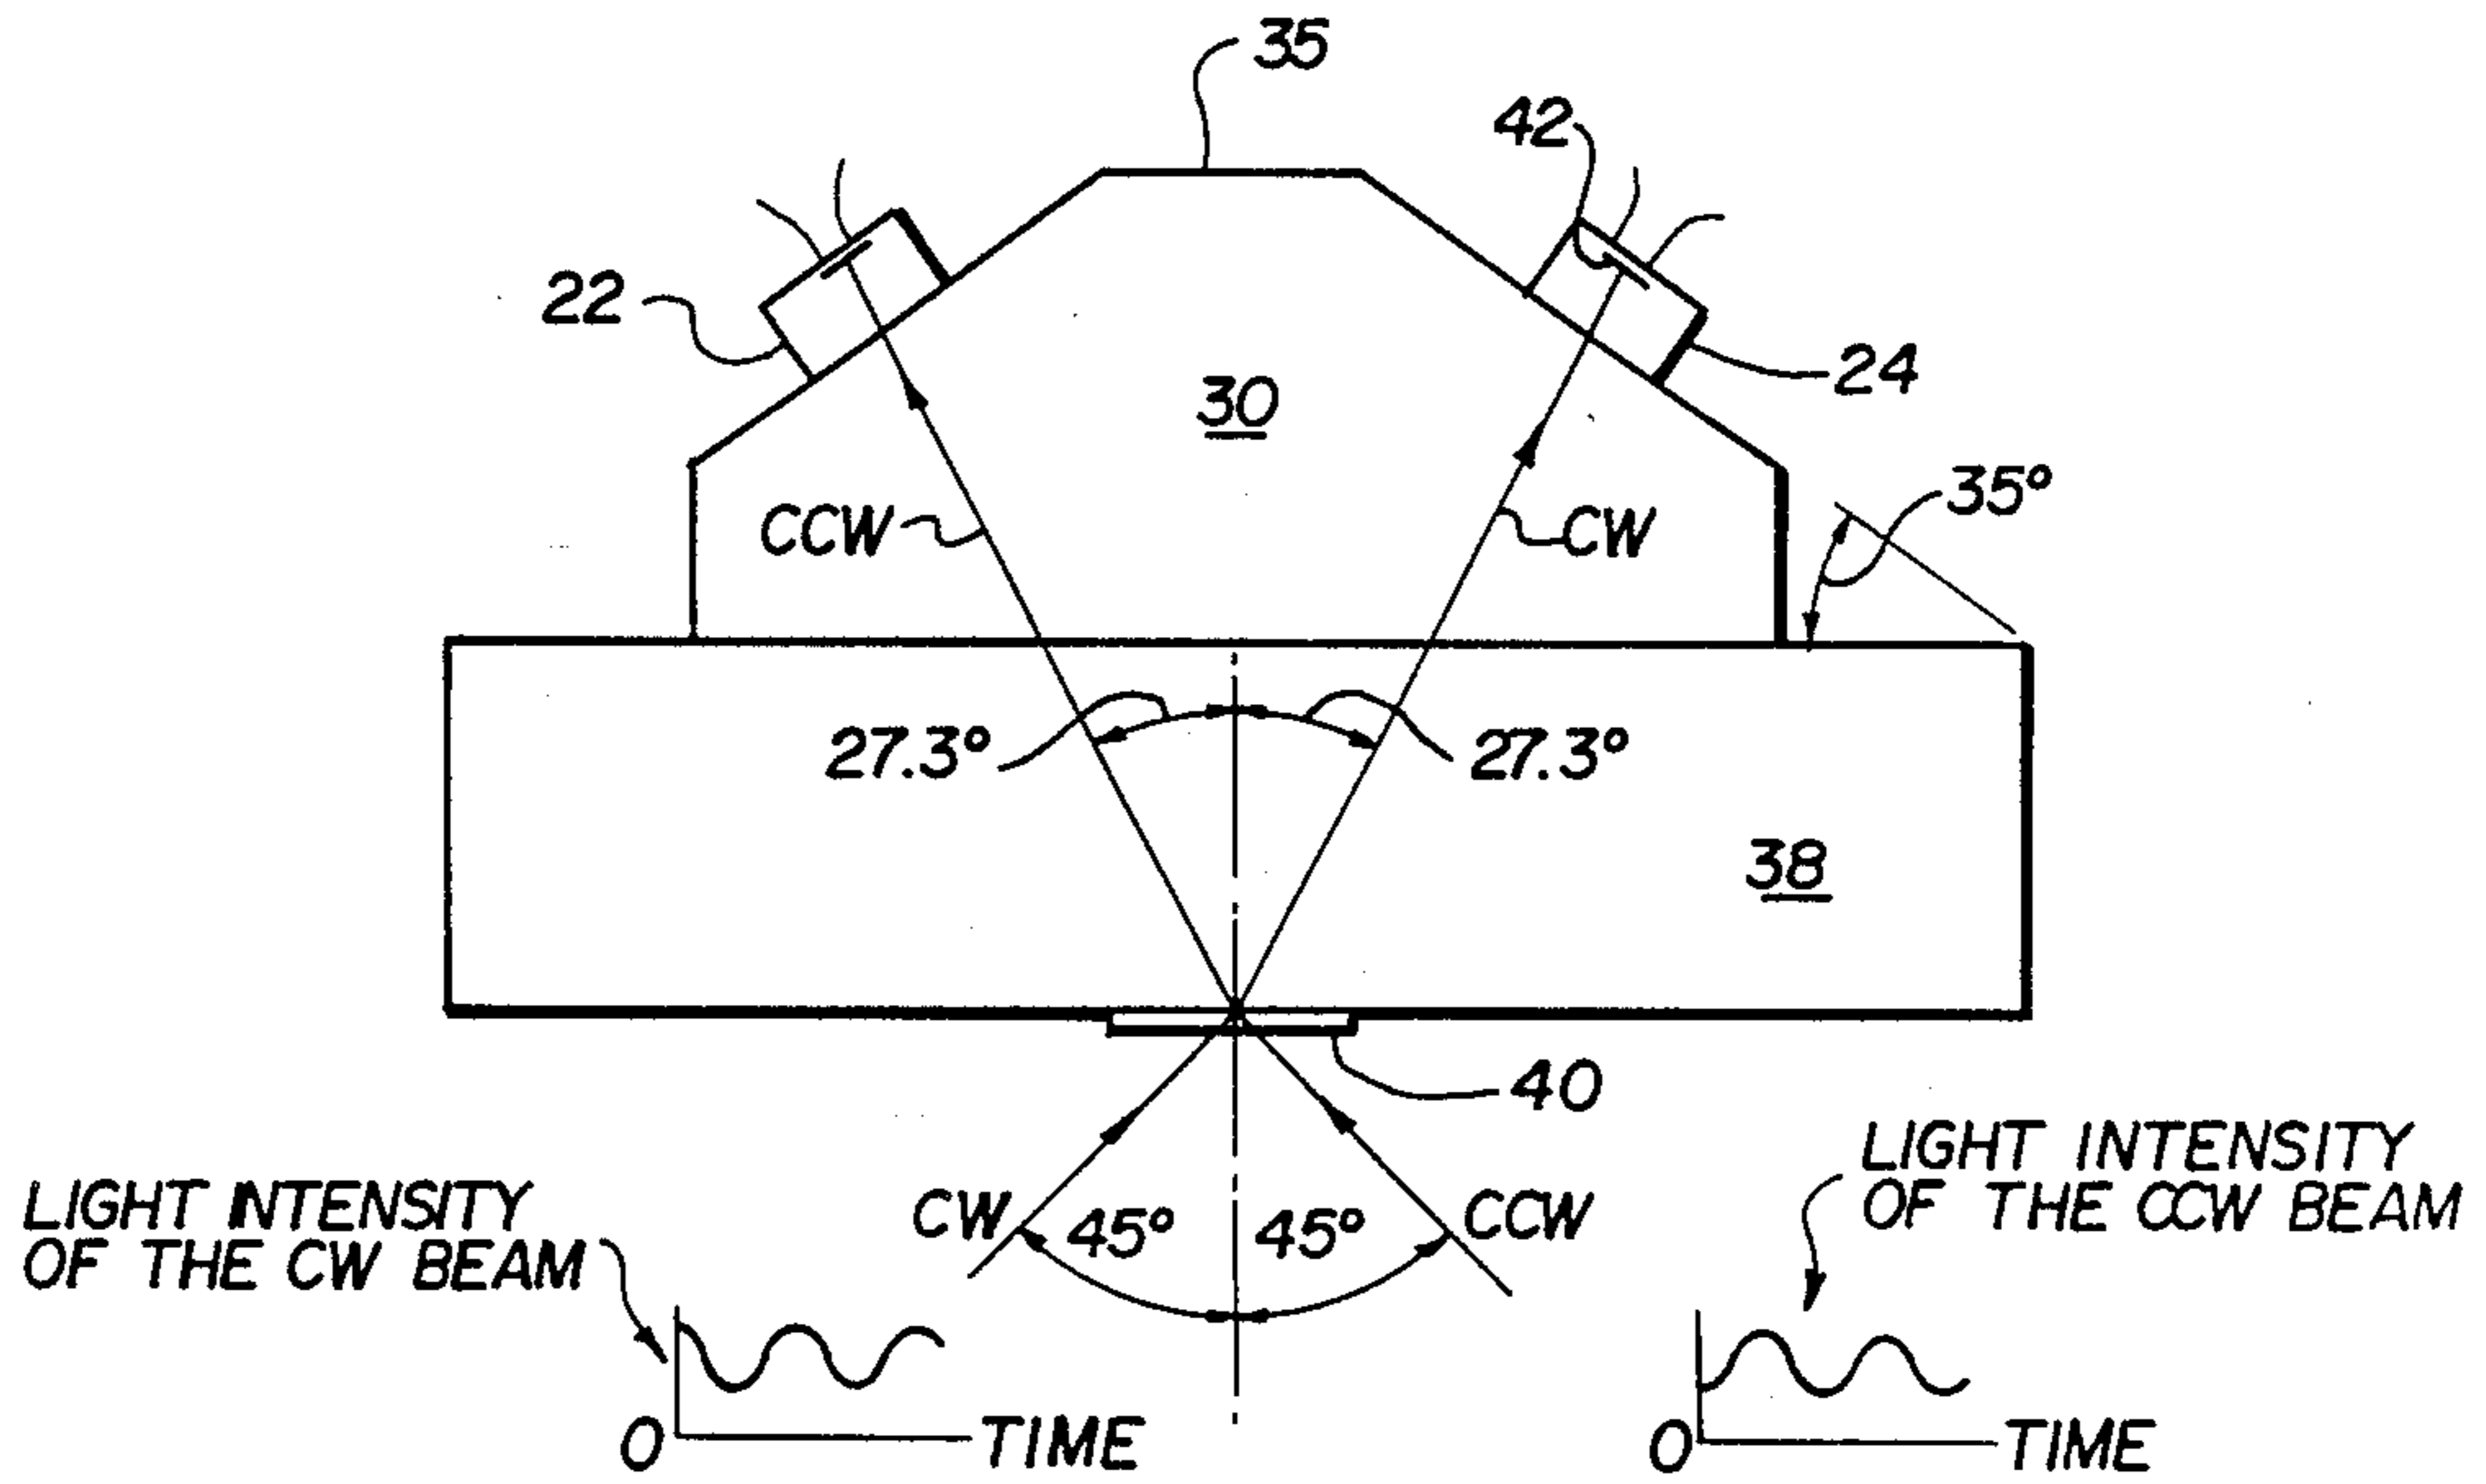 35
42
22
24
30
35°
CCW
CW
27.3°
27.3°
38
40
LIGHT INTENSITY
OF THE CCW BEAM
LIGHT INTENSITY
OF THE CW BEAM
CW
45°
45°
CCW
0
TIME
0
TIME